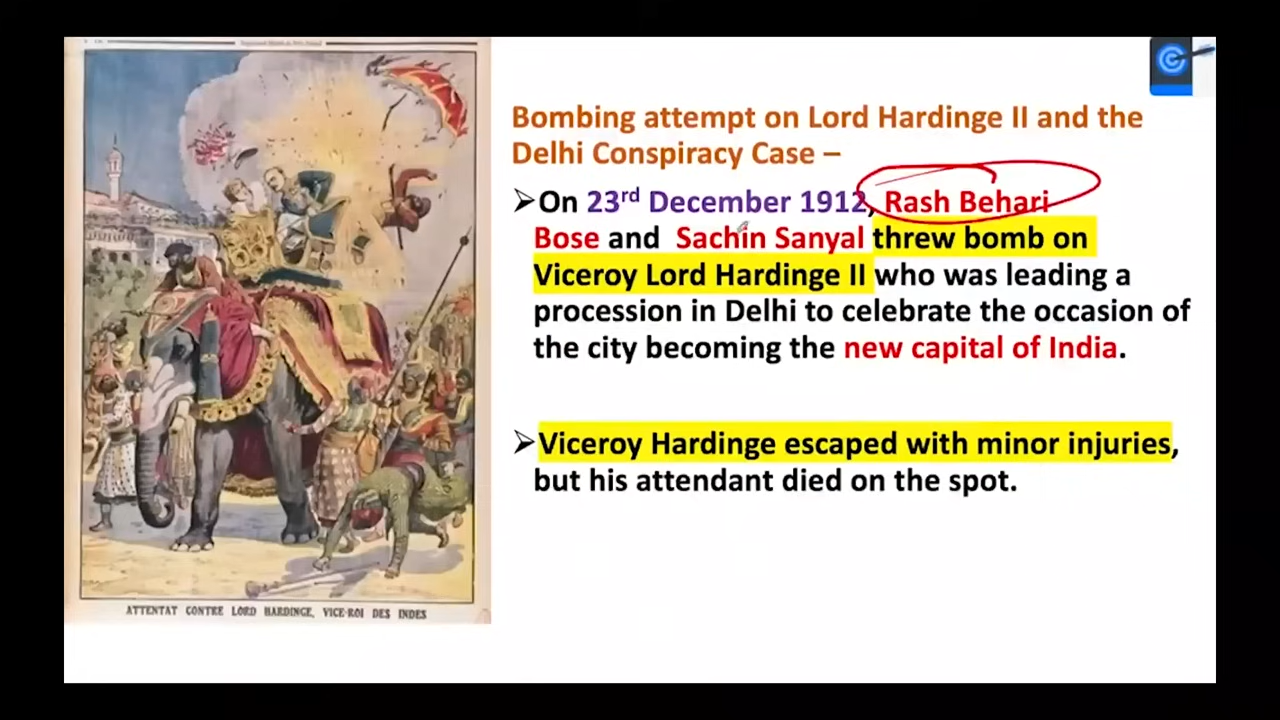 Bombing attempt on Lord Hardinge II and the
Delhi Conspiracy Case –
➢On 23rd December 1912, Rash Behari
Bose and Sachin Sanyal threw bomb on
Viceroy Lord Hardinge II who was leading a
procession in Delhi to celebrate the occasion of
the city becoming the new capital of India.
➢Viceroy Hardinge escaped with minor injuries,
but his attendant died on the spot.
ATTENTAT CONTRE LORD HARDINGE, VICE-ROI DES INDES